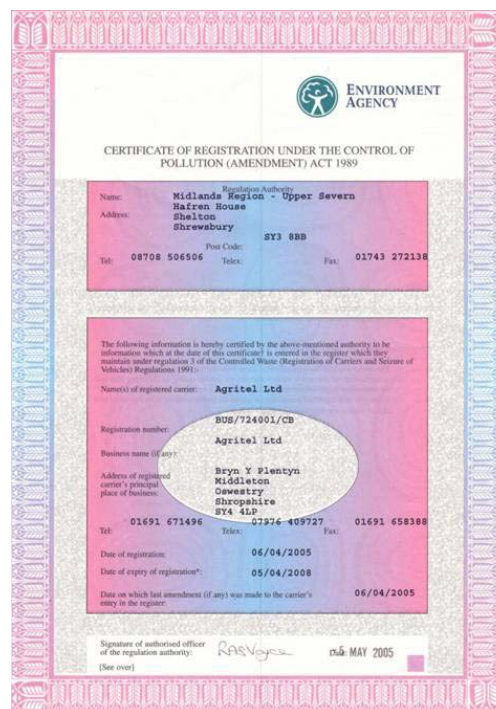 ENVIRONMENT
AGENCY
CERTIFICATE OF REGISTRATION UNDER THE CONTROL OF
POLLUTION (AMENDMENT) ACT 1989
Regulation Authority
Name: Midlands Region - Upper Severn
Address: Hafren House
Shelton
Shrewsbury
SY3 8BB
Post Code:
Tel: 08708 506506 Telex: Fax: 01743 272138
The following information is hereby certified by the above-mentioned authority to be
information which at the date of this certificate† is entered in the register which they
maintain under regulation 3 of the Controlled Waste (Registration of Carriers and Seizure of
Vehicles) Regulations 1991:-
Name(s) of registered carrier: Agritel Ltd
BUS/724001/CB
Registration number:
Agritel Ltd
Business name (if any):
Address of registered Bryn Y Plentyn
carrier's principal Middleton
place of business: Oswestry
Shropshire
SY4 4LP
Tel: 01691 671496 Telex: 07976 409727 Fax: 01691 658388
Date of registration: 06/04/2005
Date of expiry of registration*: 05/04/2008
Date on which last amendment (if any) was made to the carrier's 06/04/2005
entry in the register:
Signature of authorised officer
of the regulation authority: MAY 2005
[See over]